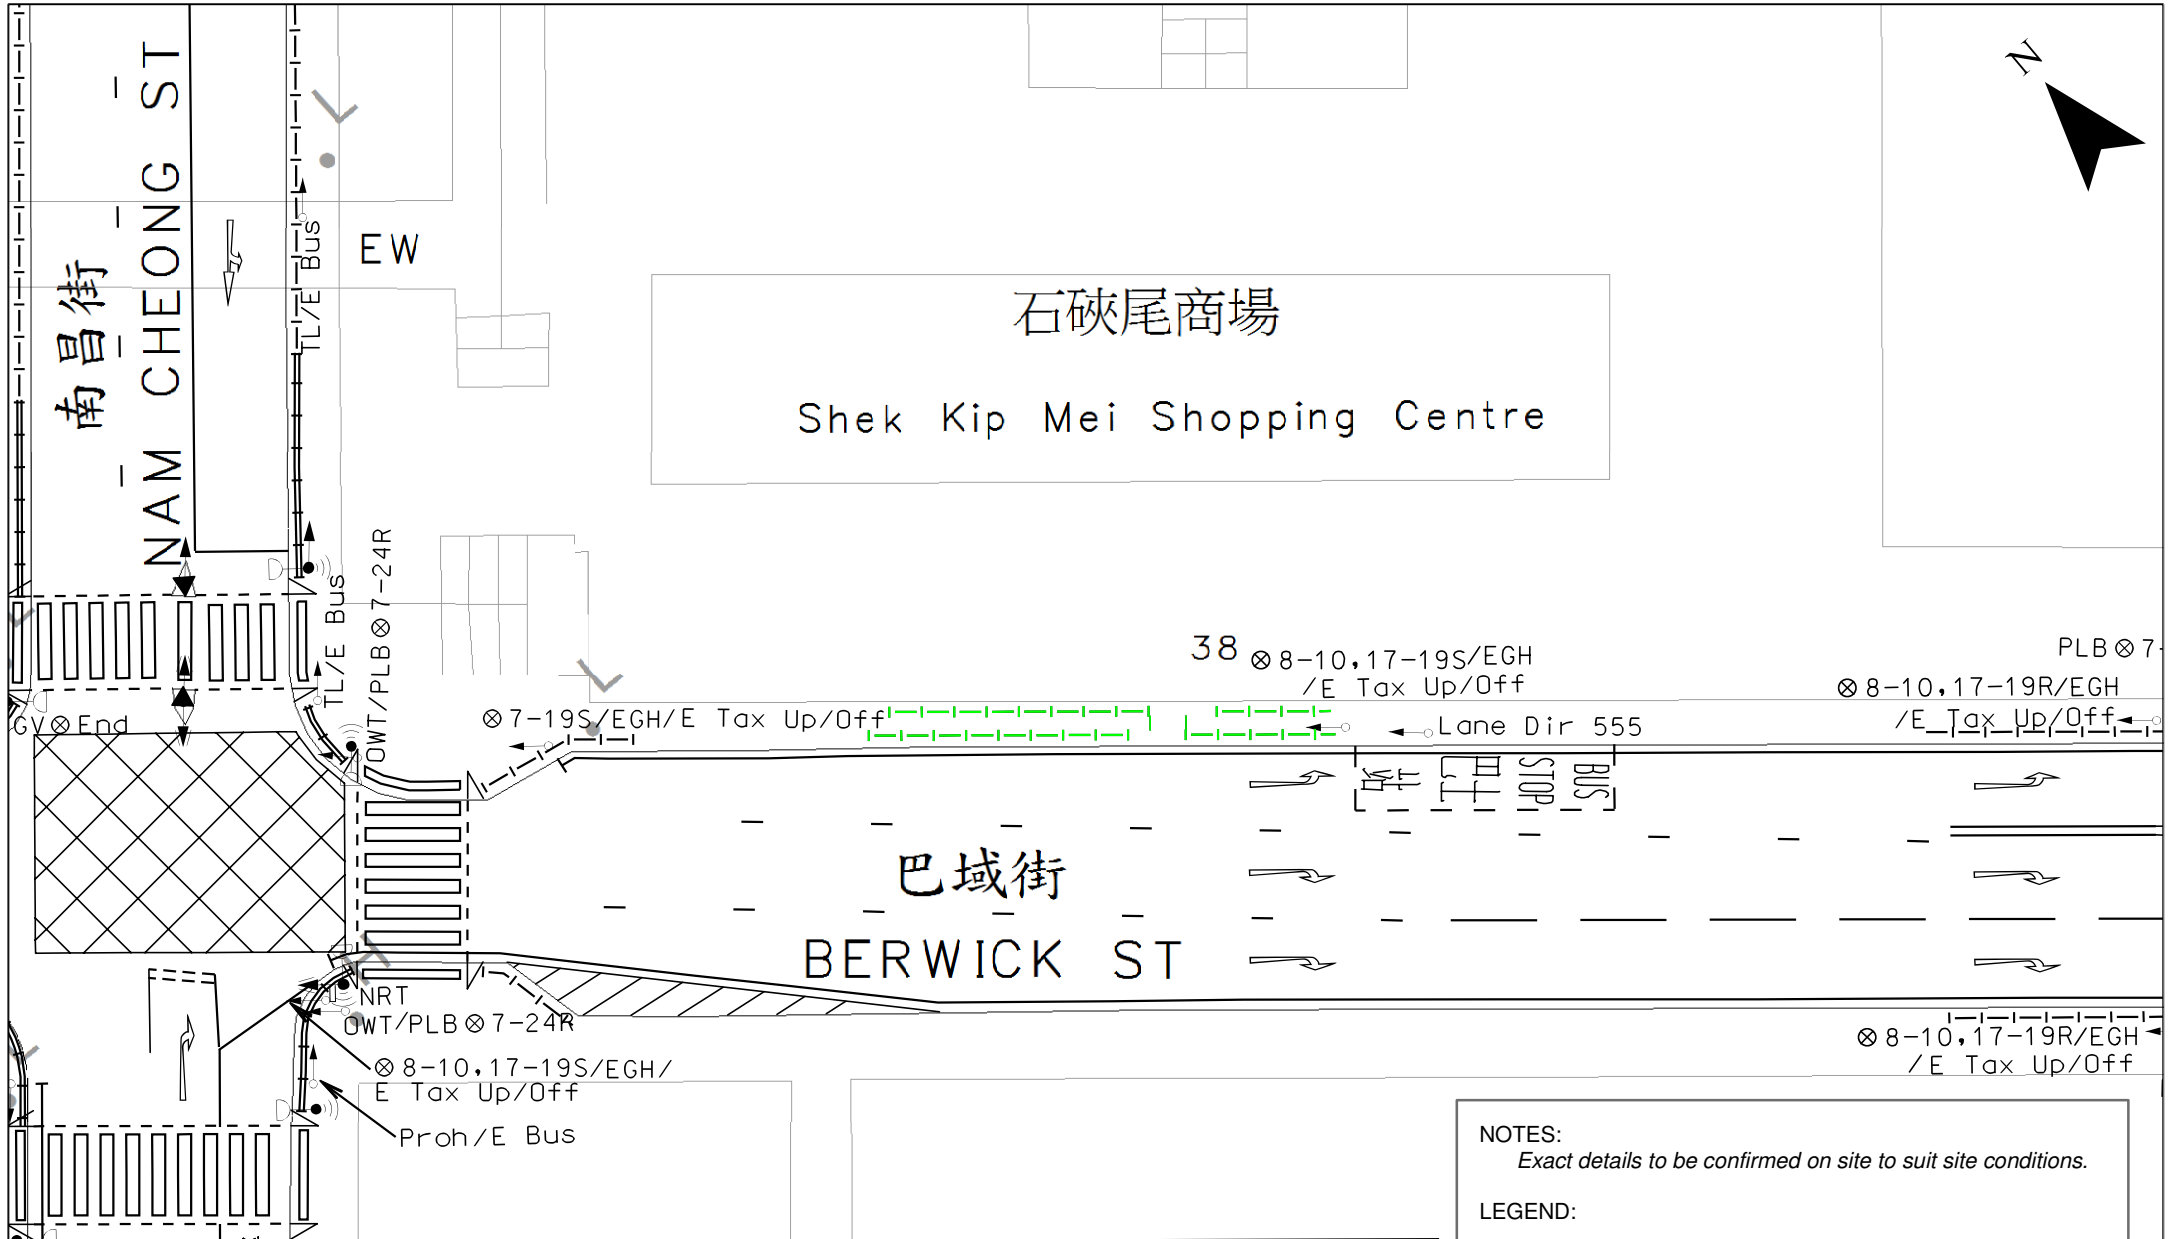 N
南昌街
NAM CHEONG ST
TL/E Bus
EW
石硤尾商場
Shek Kip Mei Shopping Centre
TL/E Bus
OWT/PLB⊗7-24R
GV⊗End
⊗7-19S/EGH/E Tax Up/Off
38
⊗8-10,17-19S/EGH
/E Tax Up/Off
Lane Dir 555
PLB⊗7-
⊗8-10,17-19R/EGH
/E Tax Up/Off
巴士站
BUS STOP
巴域街
BERWICK ST
NRT
OWT/PLB⊗7-24R
⊗8-10,17-19S/EGH/
E Tax Up/Off
Proh/E Bus
⊗8-10,17-19R/EGH
/E Tax Up/Off
NOTES:
Exact details to be confirmed on site to suit site conditions.
LEGEND: